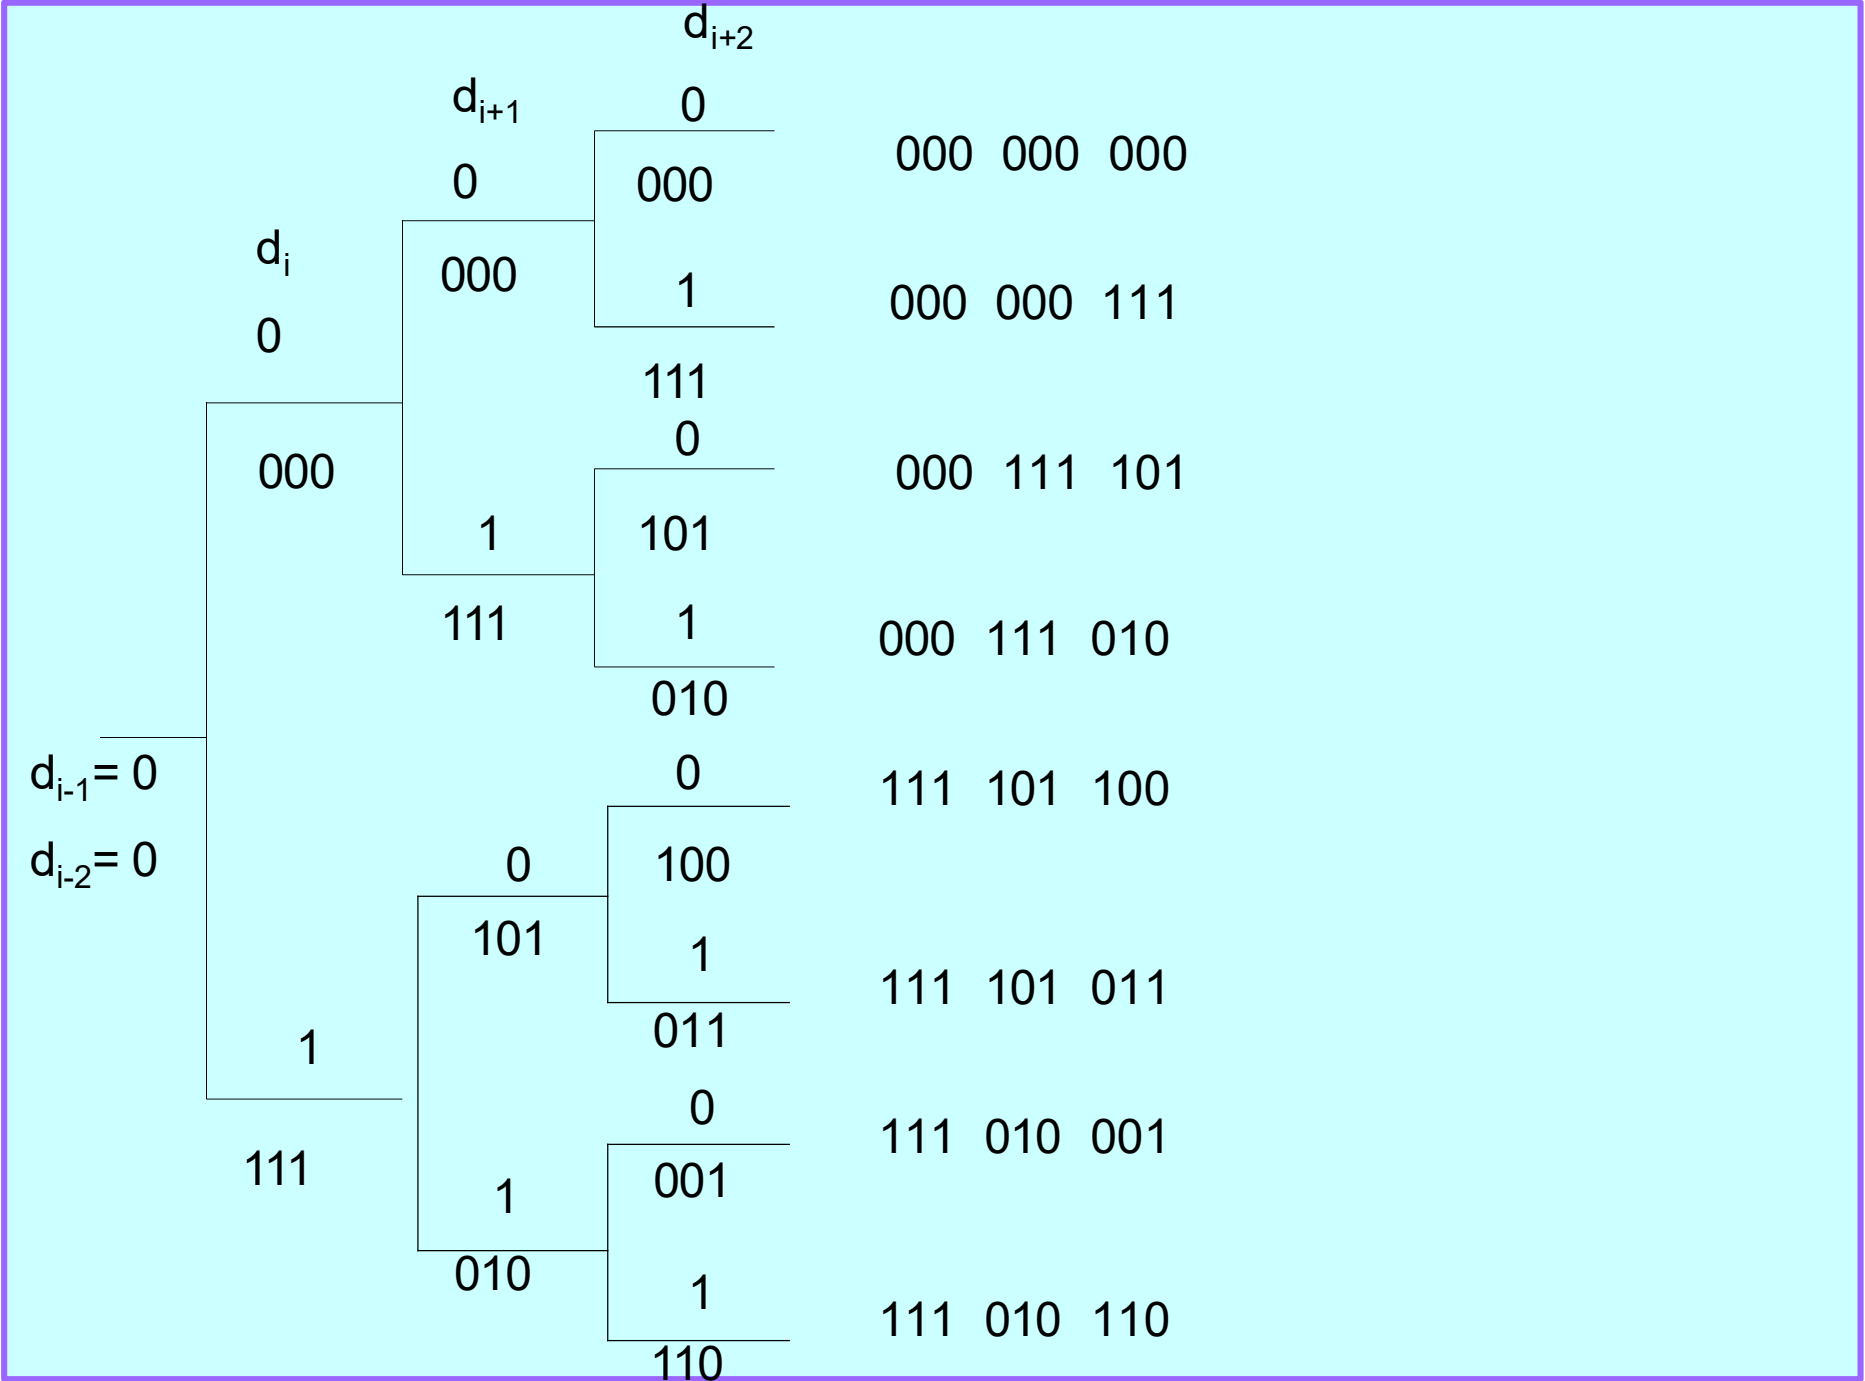 d_{i+2}
d_{i+1} 0
000 000 000
0 000
d_i
000 1 000 000 111
0
111
0
000 000 111 101
1 101
111 1 000 111 010
010
d_{i-1}= 0 0 111 101 100
d_{i-2}= 0 0 100
101 1
111 101 011
011
1
0
111 010 001
111 001
1
010
1 111 010 110
110